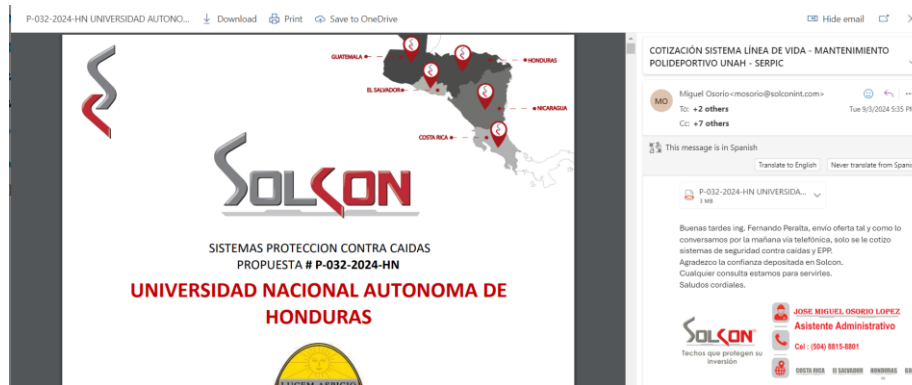 P-032-2024-HN UNIVERSIDAD AUTONO...
Download
Print
Save to OneDrive
Hide email
GUATEMALA
HONDURAS
EL SALVADOR
NICARAGUA
COSTA RICA
SOLCON
SISTEMAS PROTECCION CONTRA CAIDAS
PROPUESTA # P-032-2024-HN
UNIVERSIDAD NACIONAL AUTONOMA DE
HONDURAS
COTIZACIÓN SISTEMA LÍNEA DE VIDA - MANTENIMIENTO
POLIDEPORTIVO UNAH - SERPIC
MO
Miguel Osorio<mosorio@solconint.com>
To: +2 others
Tue 9/3/2024 5:35 PM
Cc: +7 others
This message is in Spanish
Translate to English
Never translate from Spanis
P-032-2024-HN UNIVERSIDA...
3 MB
Buenas tardes ing. Fernando Peralta, envío oferta tal y como lo
conversamos por la mañana vía telefónica, solo se le cotizo
sistemas de seguridad contra caídas y EPP.
Agradezco la confianza depositada en Solcon.
Cualquier consulta estamos para servirles.
Saludos cordiales.
SOLCON
Techos que protegen su
inversión
JOSE MIGUEL OSORIO LOPEZ
Asistente Administrativo
Cel : (504) 8815-8801
COSTA RICA EL SALVADOR HONDURAS